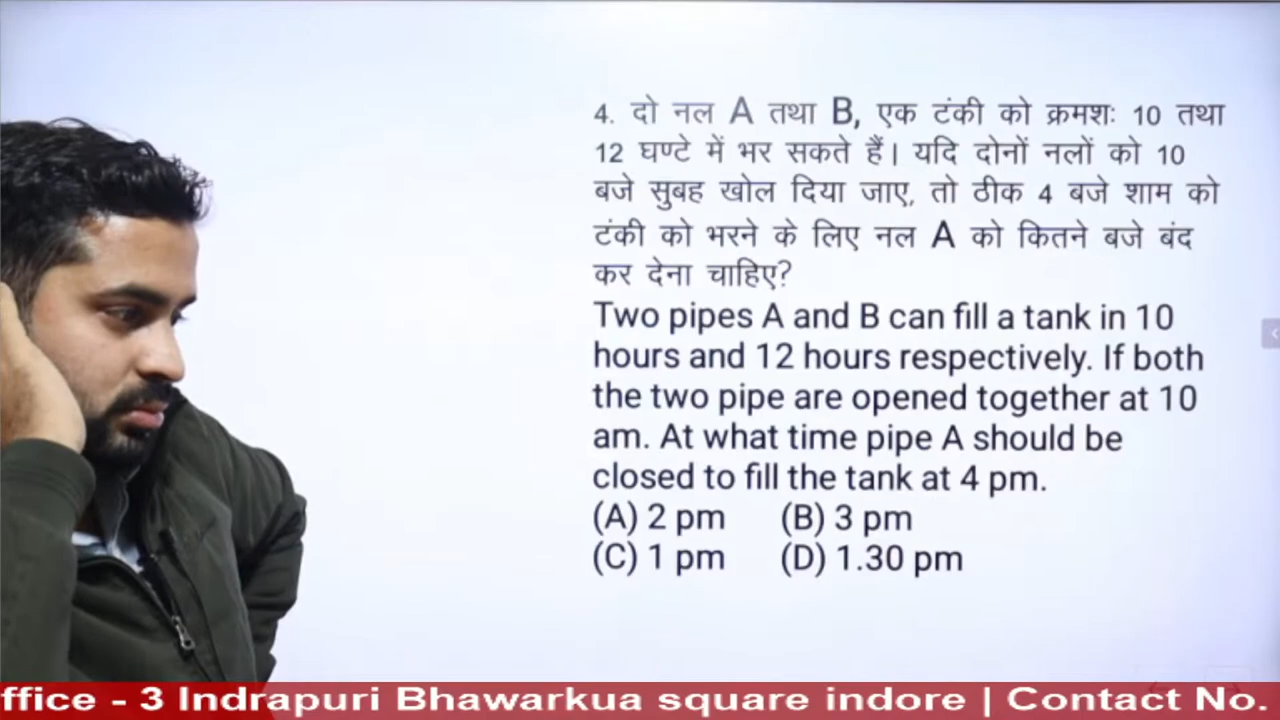 4. दो नल A तथा B, एक टंकी को क्रमशः 10 तथा
12 घण्टे में भर सकते हैं। यदि दोनों नलों को 10
बजे सुबह खोल दिया जाए, तो ठीक 4 बजे शाम को
टंकी को भरने के लिए नल A को कितने बजे बंद
कर देना चाहिए?
Two pipes A and B can fill a tank in 10
hours and 12 hours respectively. If both
the two pipe are opened together at 10
am. At what time pipe A should be
closed to fill the tank at 4 pm.
(A) 2 pm (B) 3 pm
(C) 1 pm (D) 1.30 pm
ffice - 3 Indrapuri Bhawarkua square indore | Contact No.